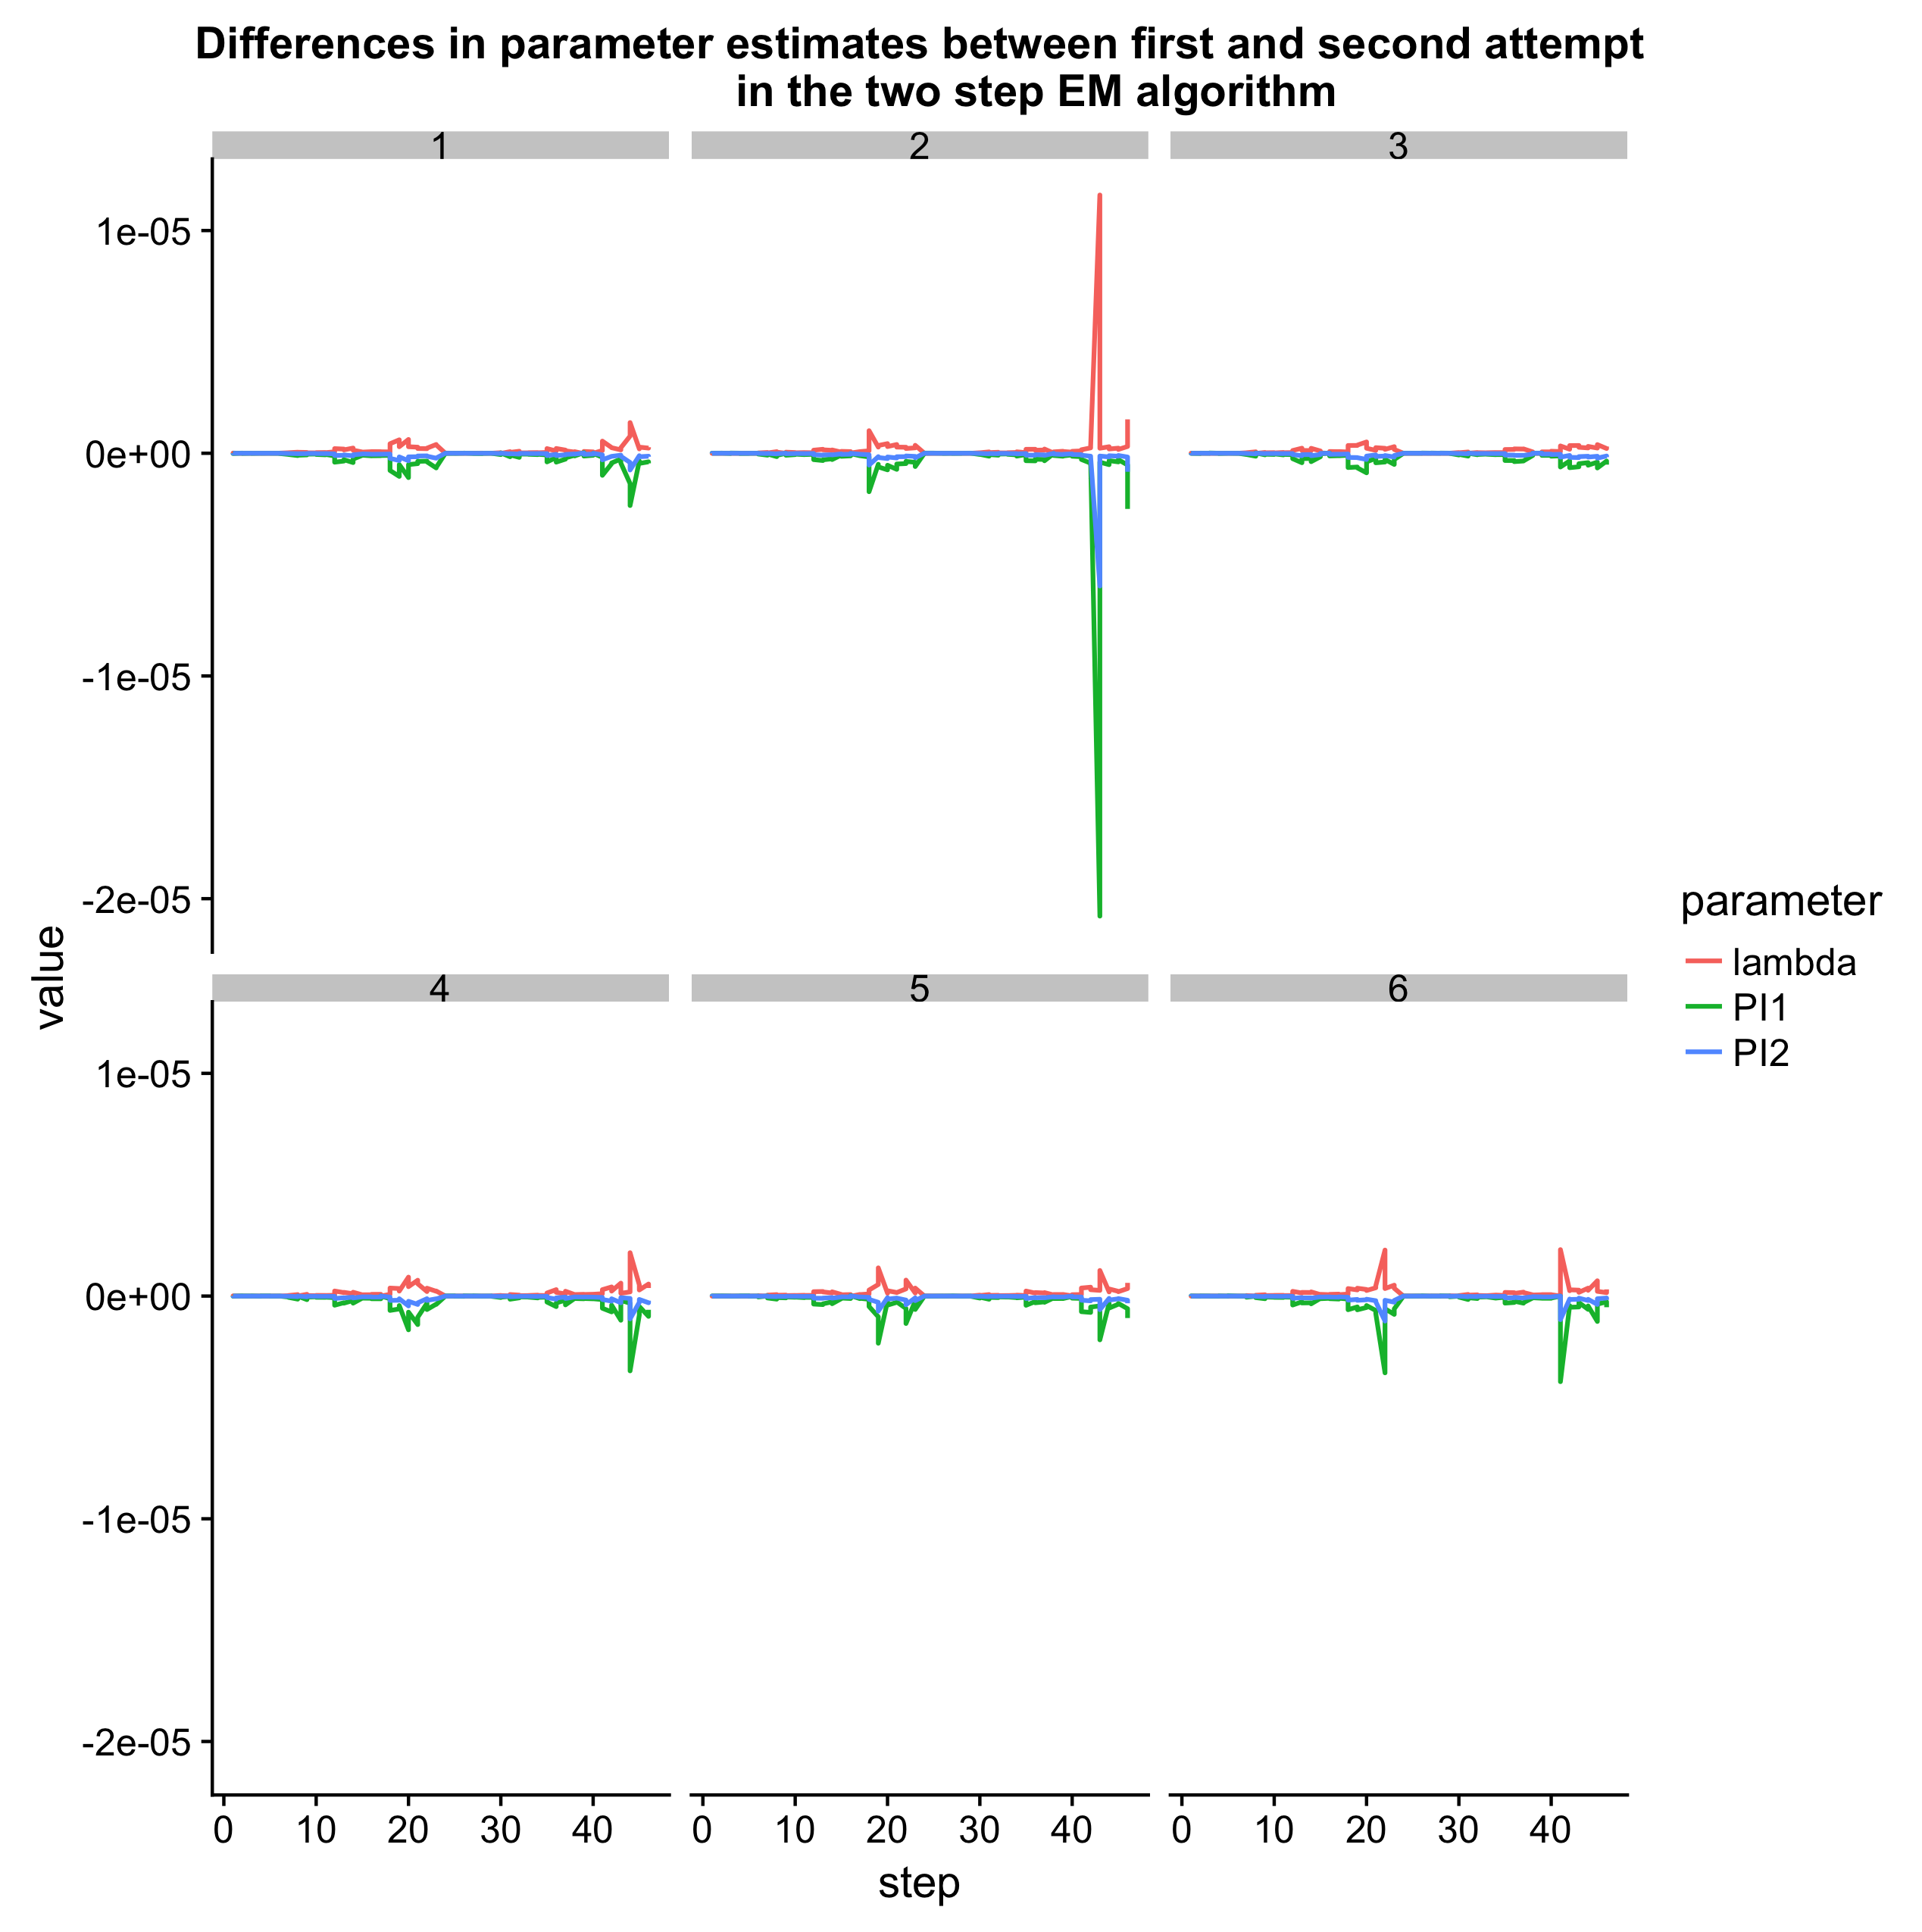 Differences in parameter estimates between first and second attempt
in the two step EM algorithm
1
2
3
1e-05
0e+00
-1e-05
-2e-05
4
5
6
1e-05
0e+00
-1e-05
-2e-05
0 10 20 30 40
0 10 20 30 40
0 10 20 30 40
step
value
parameter
lambda
PI1
PI2